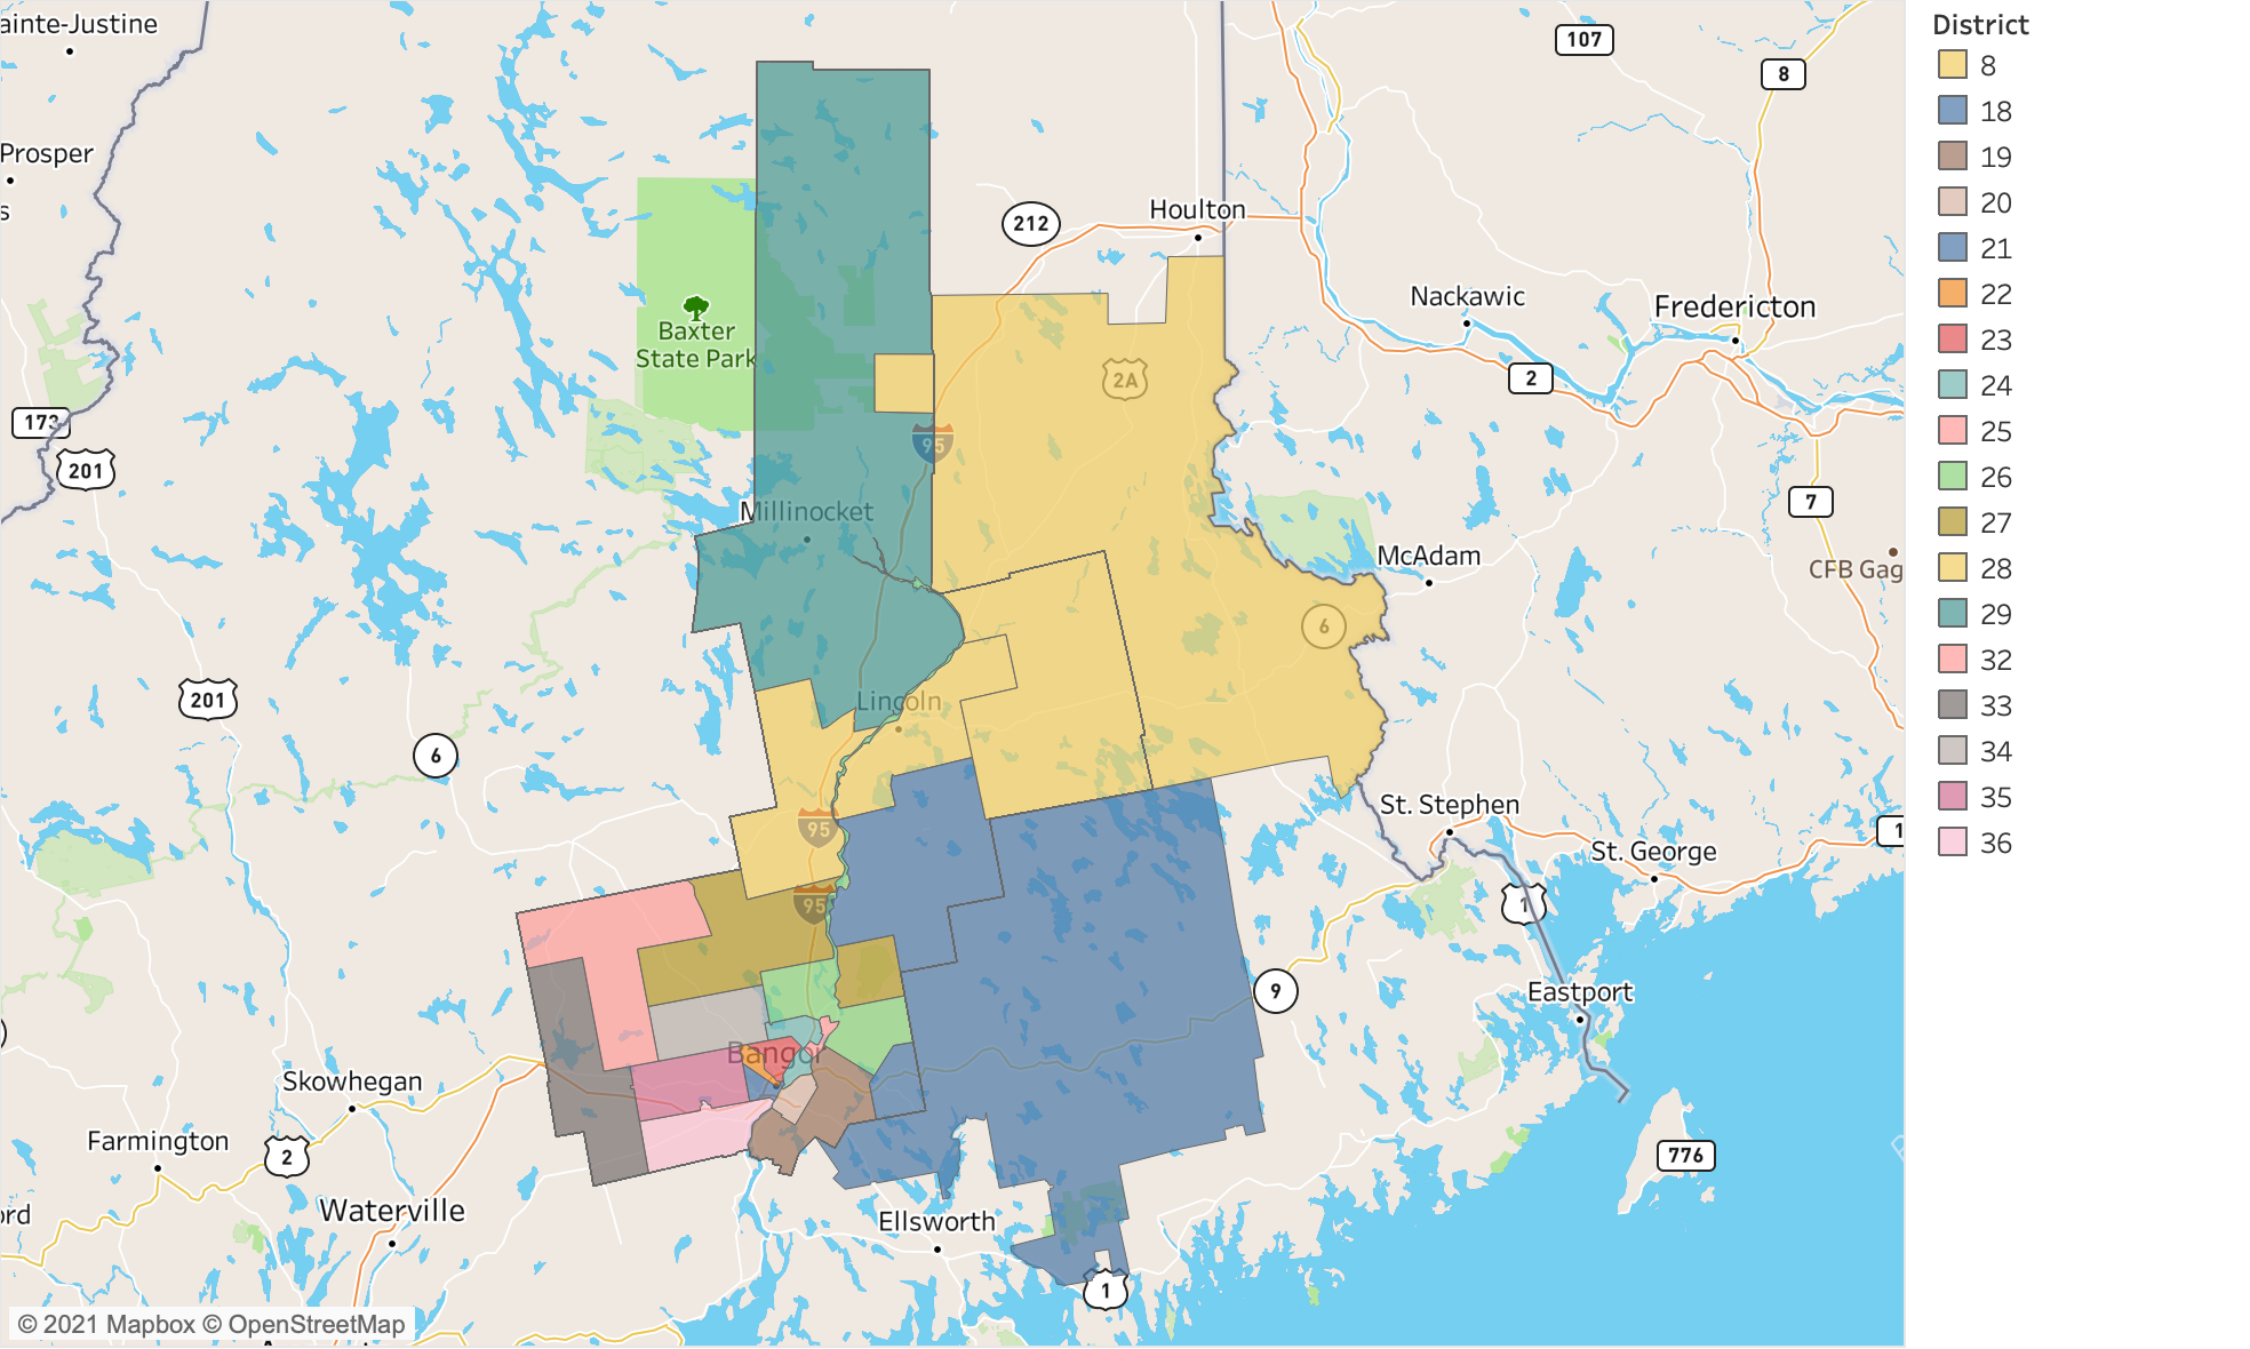 ainte-Justine
Prosper
s
173
201
201
6
Baxter
State Park
212
Houlton
107
8
Nackawic
Fredericton
2A
2
95
Millinocket
7
McAdam
CFB Gag
6
Lincoln
95
St. Stephen
St. George
1
95
1
9
Eastport
Bangor
Skowhegan
Farmington
2
776
ord
Waterville
Ellsworth
1
© 2021 Mapbox © OpenStreetMap
District
8
18
19
20
21
22
23
24
25
26
27
28
29
32
33
34
35
36